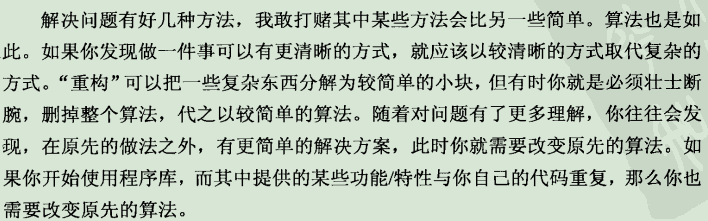 解决问题有好几种方法，我敢打赌其中某些方法会比另一些简单。算法也是如
此。如果你发现做一件事可以有更清晰的方式，就应该以较清晰的方式取代复杂的
方式。“重构”可以把一些复杂东西分解为较简单的小块，但有时你就是必须壮士断
腕，删掉整个算法，代之以较简单的算法。随着对问题有了更多理解，你往往会发
现，在原先的做法之外，有更简单的解决方案，此时你就需要改变原先的算法。如
果你开始使用程序库，而其中提供的某些功能/特性与你自己的代码重复，那么你也
需要改变原先的算法。